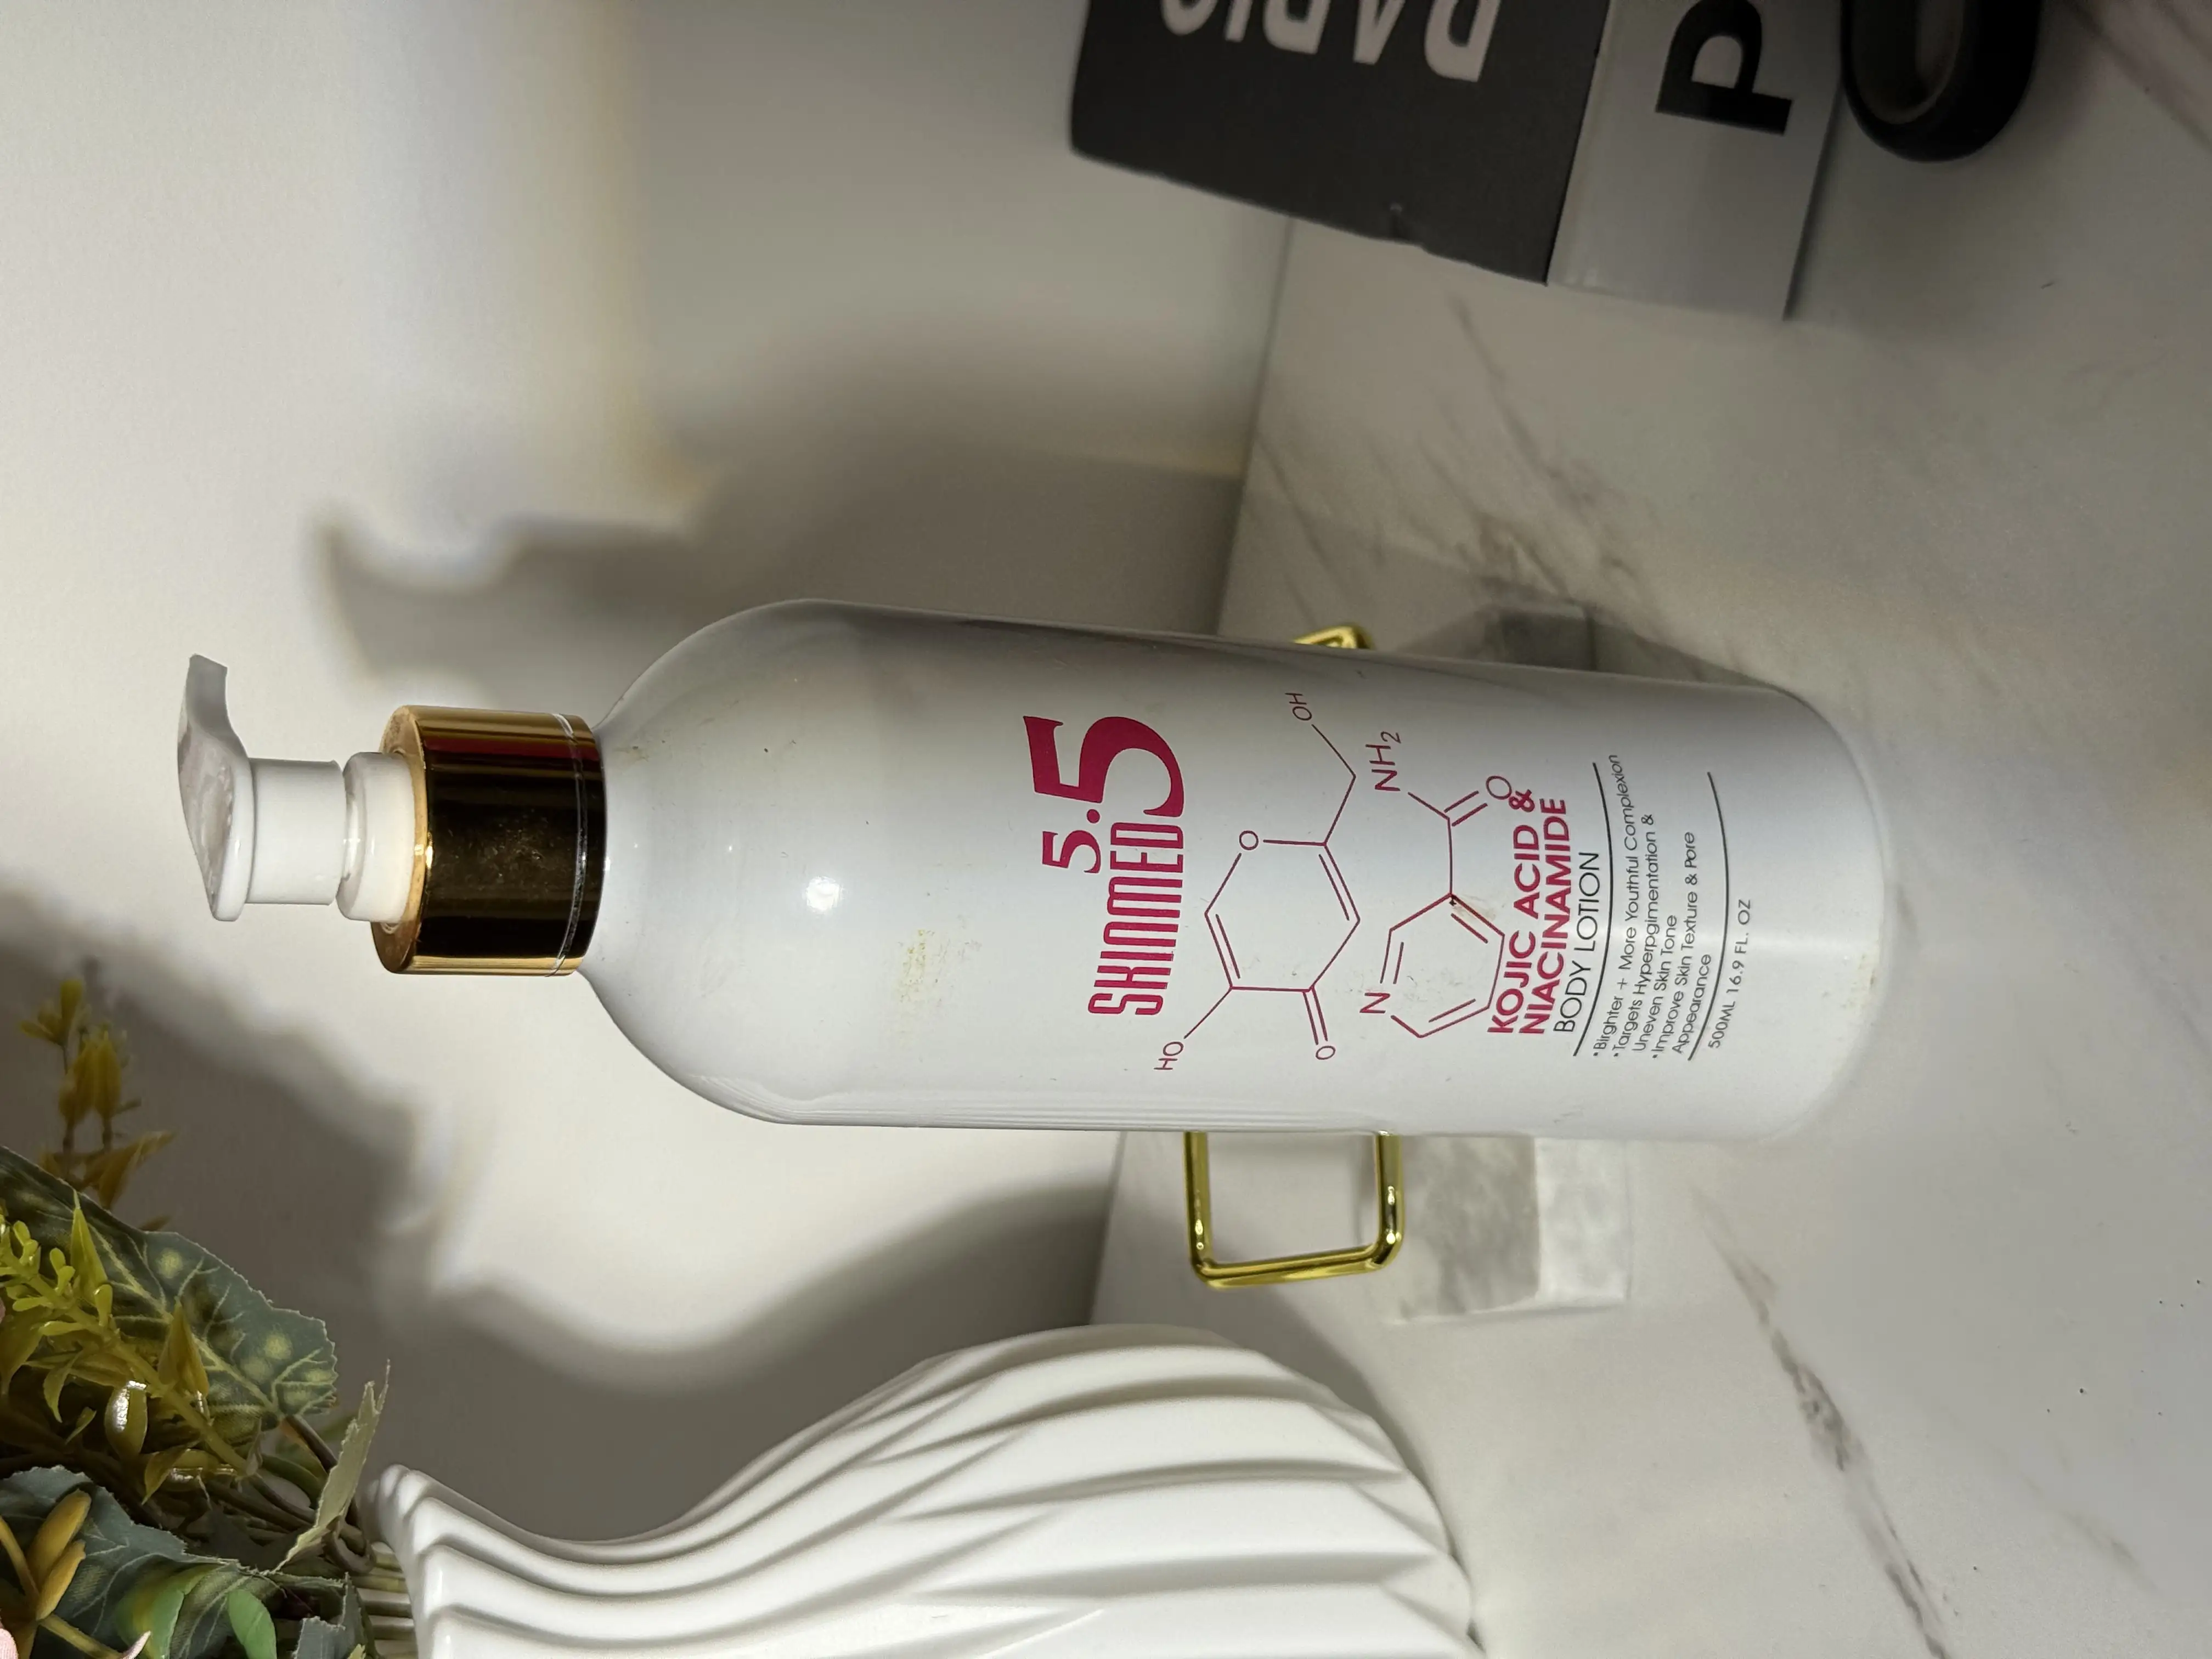 5.5
SKINMED
HO
O
OH
O
N
NH2
O
KOJIC ACID &
NIACINAMIDE
BODY LOTION
•Birghter + More Youthful Complexion
•Targets Hyperpgimentation &
Uneven Skin Tone
•Improve Skin Texture & Pore
Appearance
500ML 16.9 FL. OZ
P